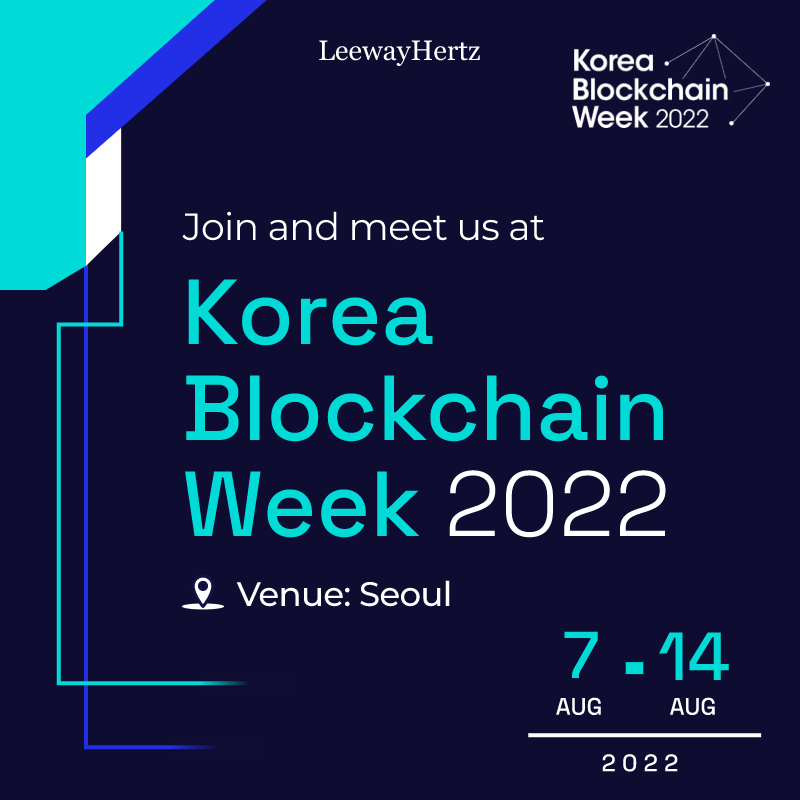 LeewayHertz
Korea
Blockchain
Week 2022
Join and meet us at
Korea
Blockchain
Week 2022
Venue: Seoul
7 - 14
AUG AUG
2022